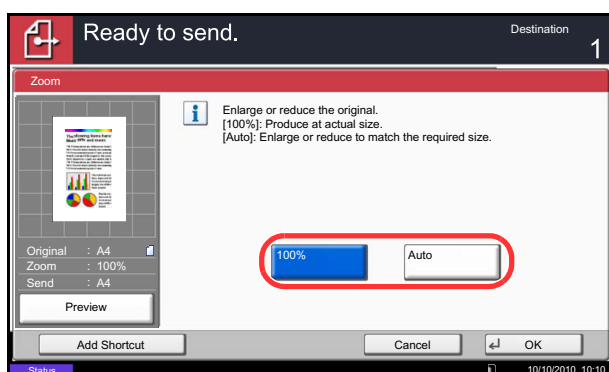 Ready to send.
Destination
1
Zoom
Enlarge or reduce the original.
[100%]: Produce at actual size.
[Auto]: Enlarge or reduce to match the required size.
Original : A4
Zoom : 100%
Send : A4
100%
Auto
Preview
Add Shortcut
Cancel
OK
Status
10/10/2010 10:10